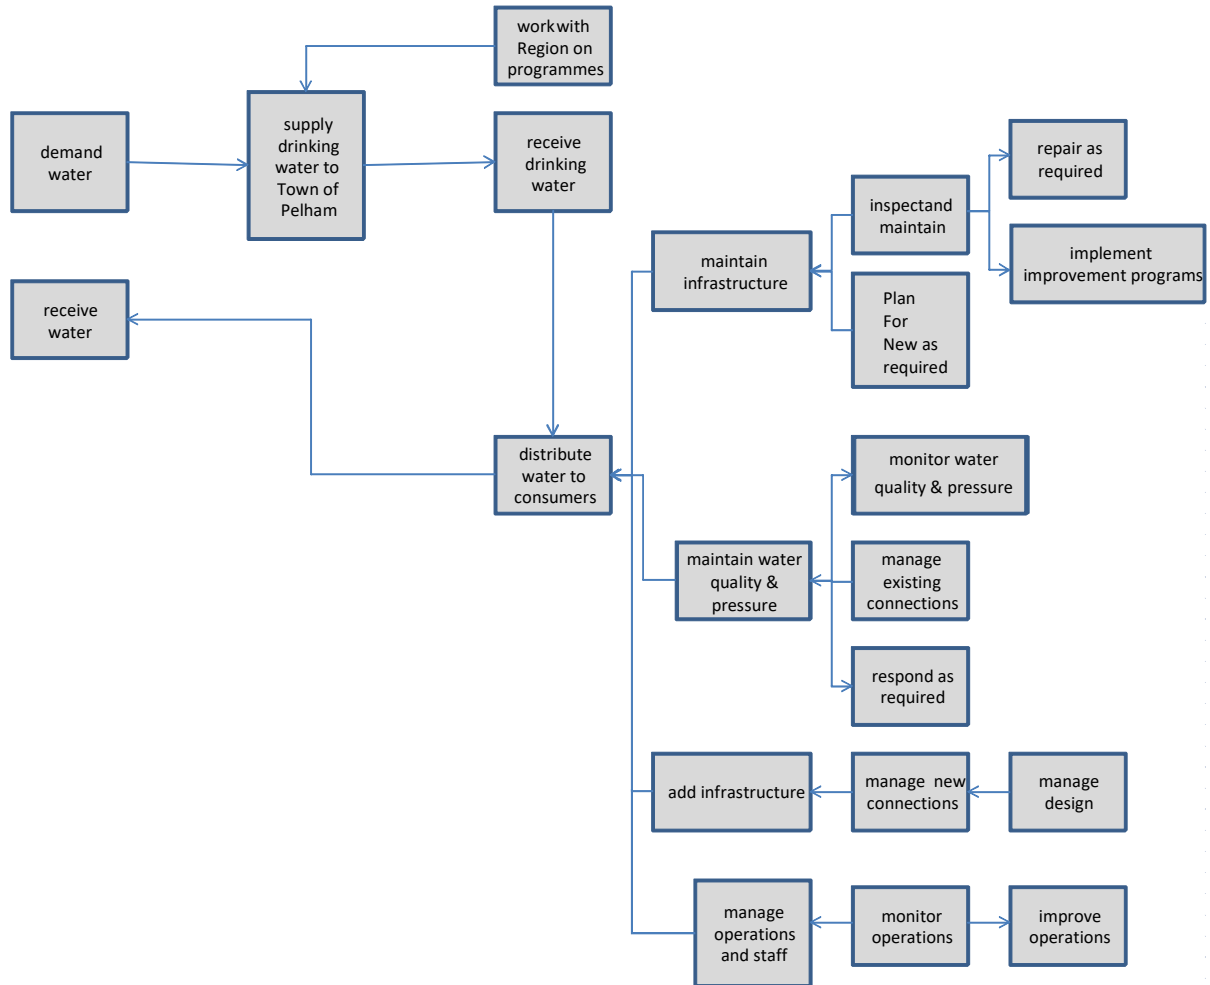 workwith
Region on
programmes
demand
water
supply
drinking
water to
Town of
Pelham
receive
drinking
water
repair as
required
inspectand
maintain
implement
improvement programs
maintain
infrastructure
Plan
For
New as
required
receive
water
distribute
water to
consumers
monitor water
quality & pressure
maintain water
quality &
pressure
manage
existing
connections
respond as
required
add infrastructure
manage new
connections
manage
design
manage
operations
and staff
monitor
operations
improve
operations